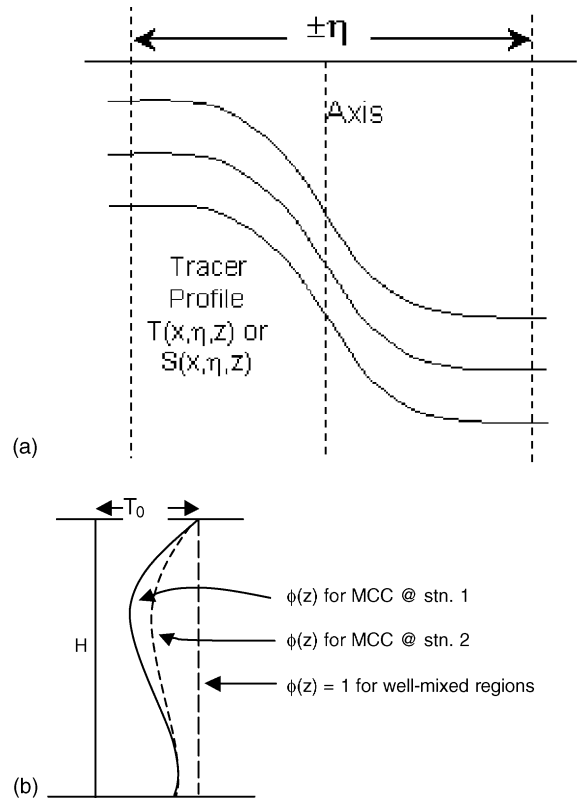 ±η
Axis
Tracer
Profile
T(x,η,z) or
S(x,η,z)
(a)
T₀
ϕ(z) for MCC @ stn. 1
H
ϕ(z) for MCC @ stn. 2
ϕ(z) = 1 for well-mixed regions
(b)